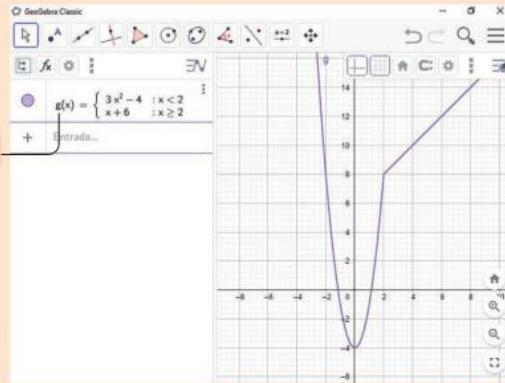 GeoGebra Classic
g(x) = { 3x² – 4 : x < 2
x + 6 : x ≥ 2
Entrada...
g
14
12
10
8
6
4
2
-8 -6 -4 -2 0 2 4 6 8 10
-2
-4
-6